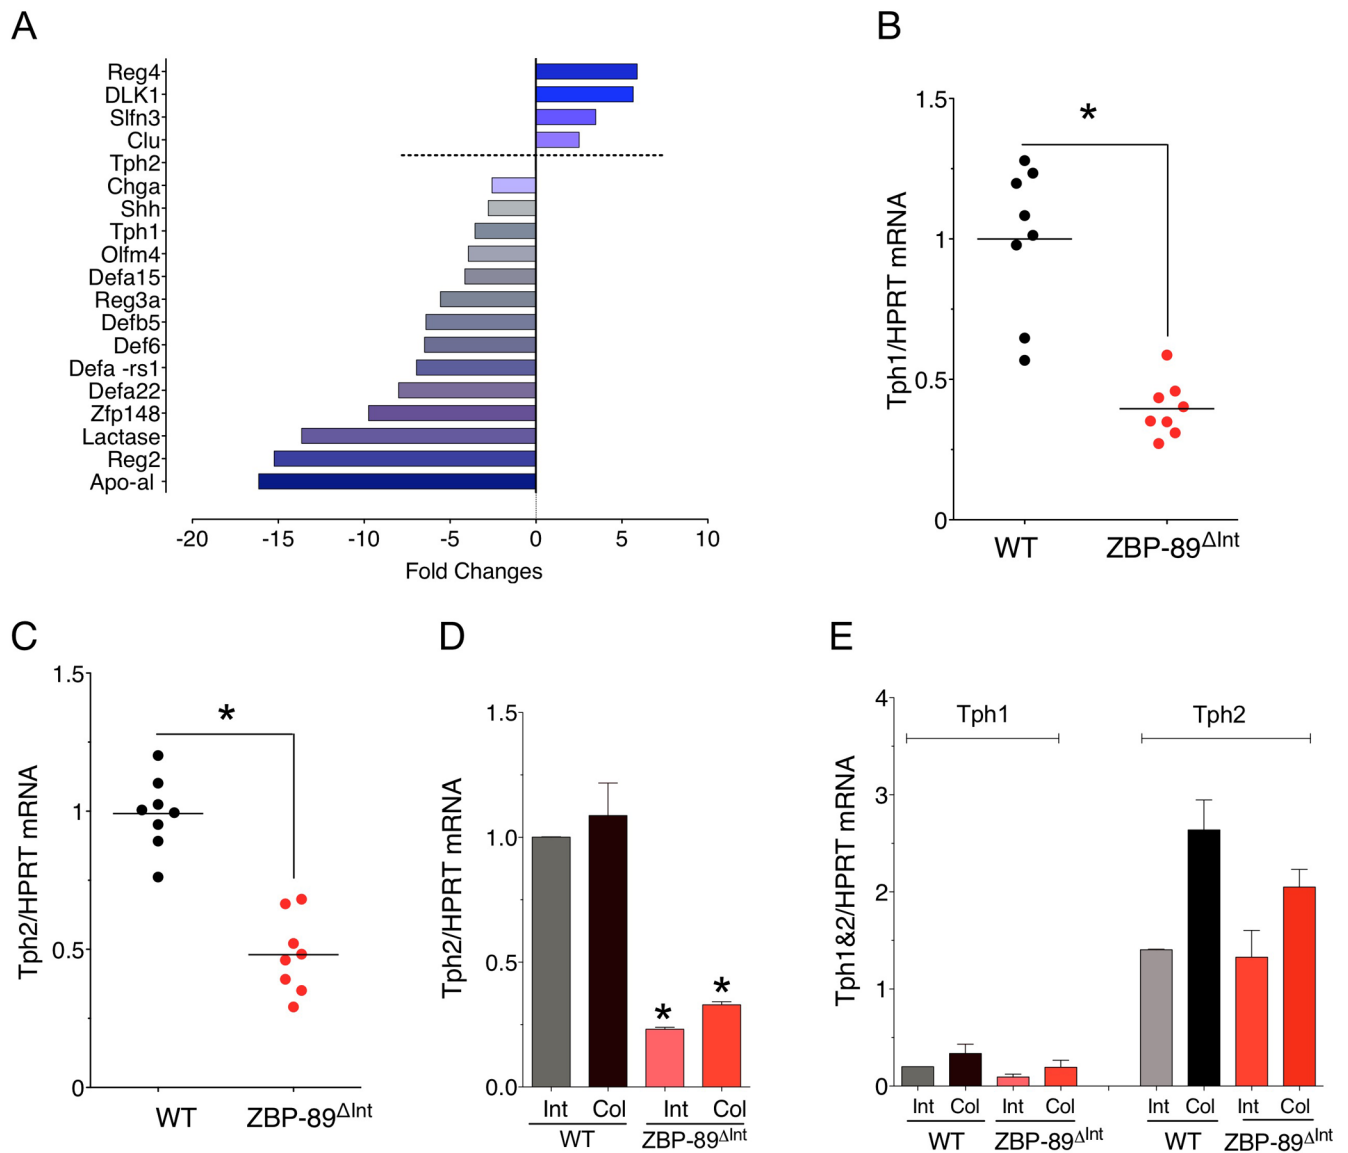 A
Reg4
DLK1
Slfn3
Clu
Tph2
Chga
Shh
Tph1
Olfm4
Defa15
Reg3a
Defb5
Def6
Defa -rs1
Defa22
Zfp148
Lactase
Reg2
Apo-al
-20 -15 -10 -5 0 5 10
Fold Changes
B
Tph1/HPRT mRNA
1.5
1
0.5
0
*
WT ZBP-89ΔInt
C
Tph2/HPRT mRNA
1.5
1
0.5
0
*
WT ZBP-89ΔInt
D
Tph2/HPRT mRNA
1.5
1.0
0.5
0.0
* *
Int Col Int Col
WT ZBP-89ΔInt
E
Tph1&2/HPRT mRNA
4
3
2
1
0
Tph1 Tph2
Int Col Int Col Int Col Int Col
WT ZBP-89ΔInt WT ZBP-89ΔInt